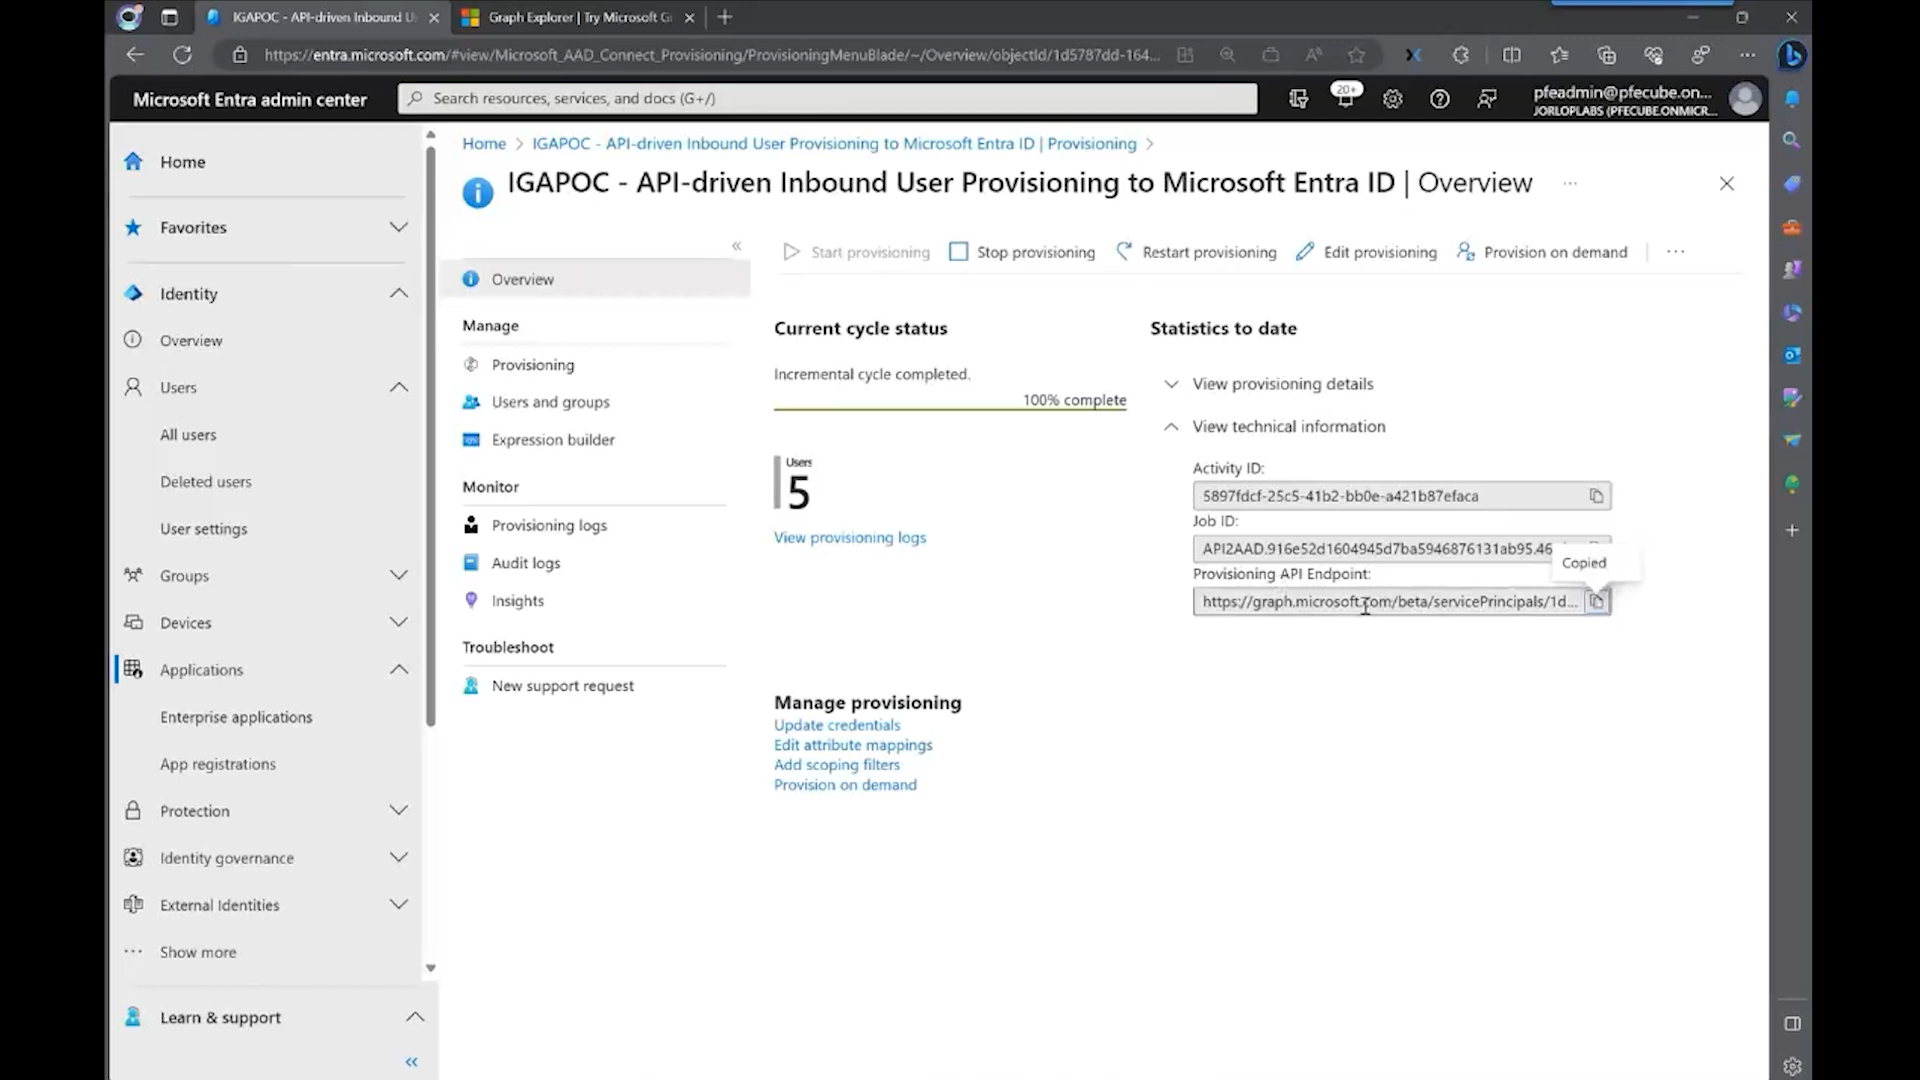 IGAPOC - API-driven Inbound U
Graph Explorer | Try Microsoft G
https://entra.microsoft.com/#view/Microsoft_AAD_Connect_Provisioning/ProvisioningMenuBlade/~/Overview/objectId/1d5787dd-164...
Microsoft Entra admin center
Search resources, services, and docs (G+/)
20+
pfeadmin@pfecube.on...
JORLOPLABS (PFECUBE.ONMICR...
Home
Favorites
Identity
Overview
Users
All users
Deleted users
User settings
Groups
Devices
Applications
Enterprise applications
App registrations
Protection
Identity governance
External Identities
Show more
Learn & support
Home > IGAPOC - API-driven Inbound User Provisioning to Microsoft Entra ID | Provisioning >
IGAPOC - API-driven Inbound User Provisioning to Microsoft Entra ID | Overview
Overview
Manage
Provisioning
Users and groups
Expression builder
Monitor
Provisioning logs
Audit logs
Insights
Troubleshoot
New support request
Start provisioning
Stop provisioning
Restart provisioning
Edit provisioning
Provision on demand
Current cycle status
Incremental cycle completed.
100% complete
Users
5
View provisioning logs
Manage provisioning
Update credentials
Edit attribute mappings
Add scoping filters
Provision on demand
Statistics to date
View provisioning details
View technical information
Activity ID:
5897fdcf-25c5-41b2-bb0e-a421b87efaca
Job ID:
API2AAD.916e52d1604945d7ba5946876131ab95.46
Copied
Provisioning API Endpoint:
https://graph.microsoft.com/beta/servicePrincipals/1d...